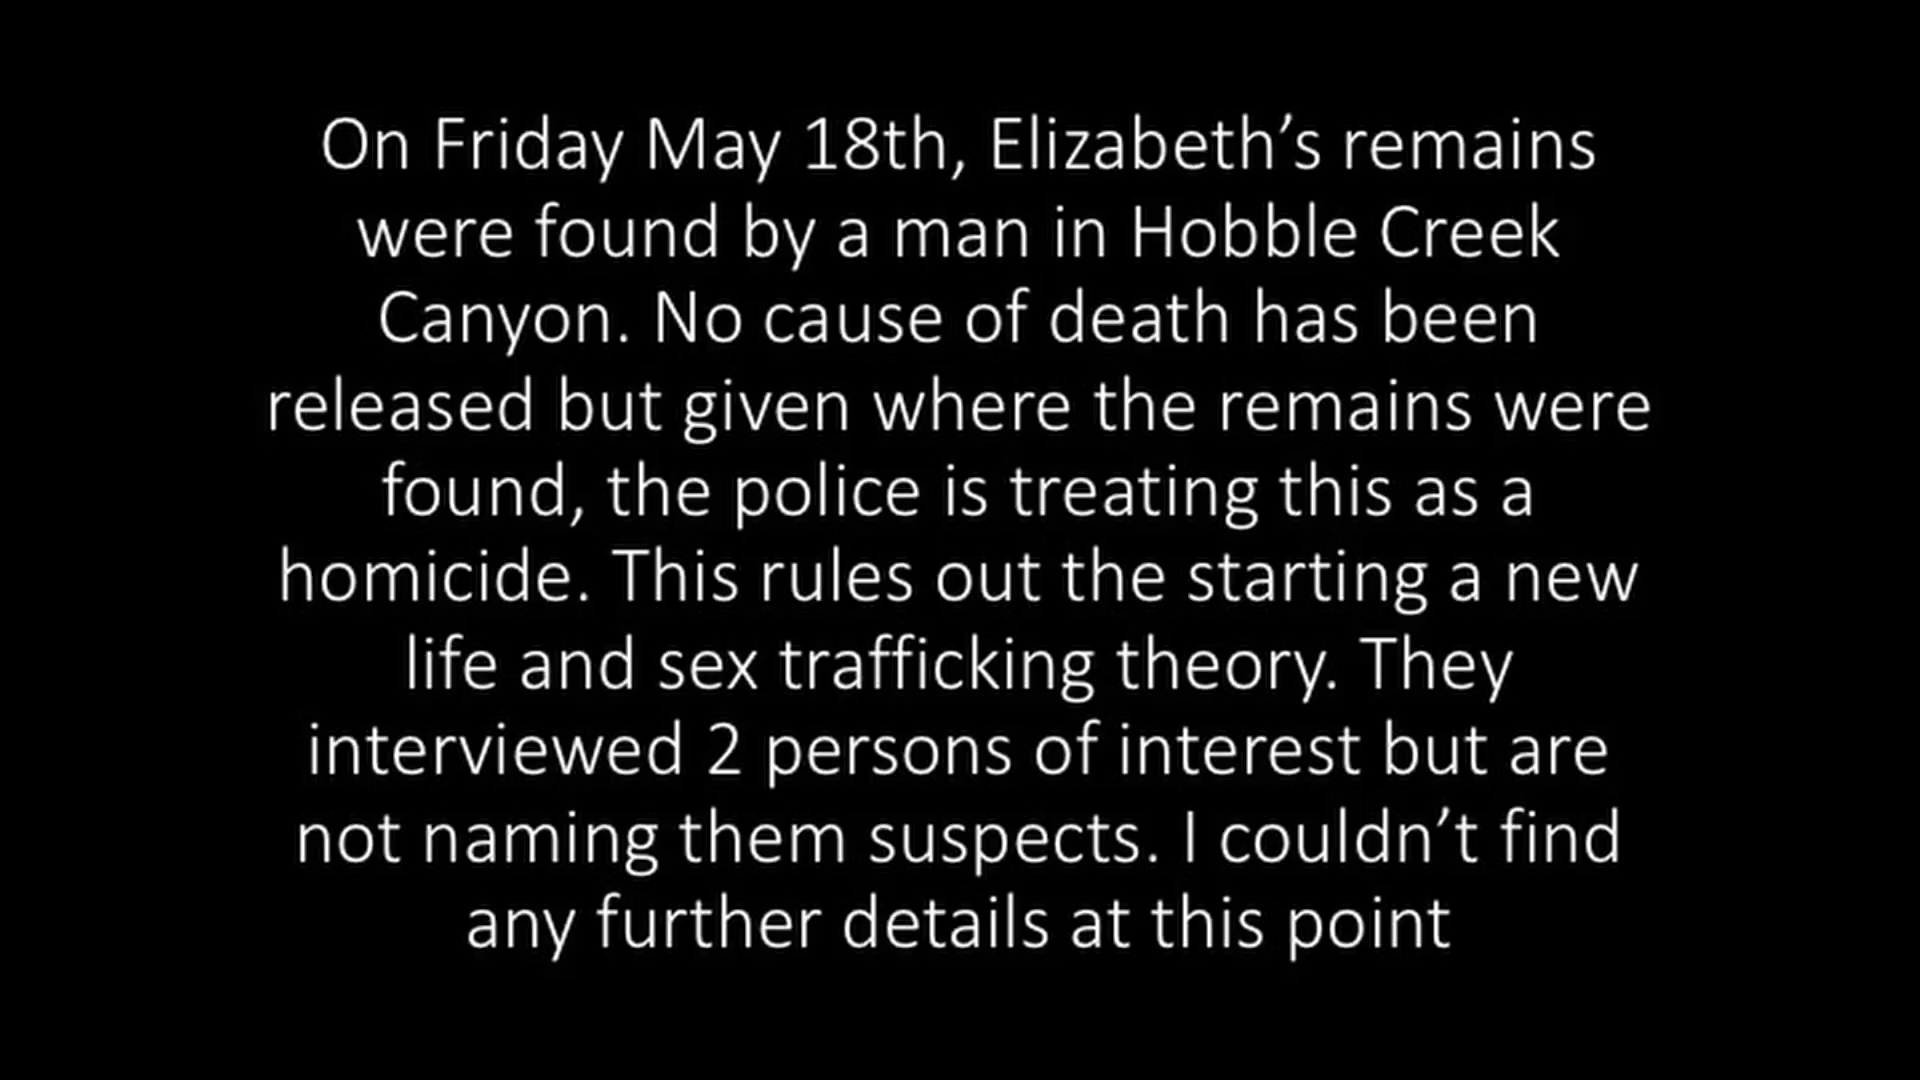 On Friday May 18th, Elizabeth’s remains
were found by a man in Hobble Creek
Canyon. No cause of death has been
released but given where the remains were
found, the police is treating this as a
homicide. This rules out the starting a new
life and sex trafficking theory. They
interviewed 2 persons of interest but are
not naming them suspects. I couldn’t find
any further details at this point